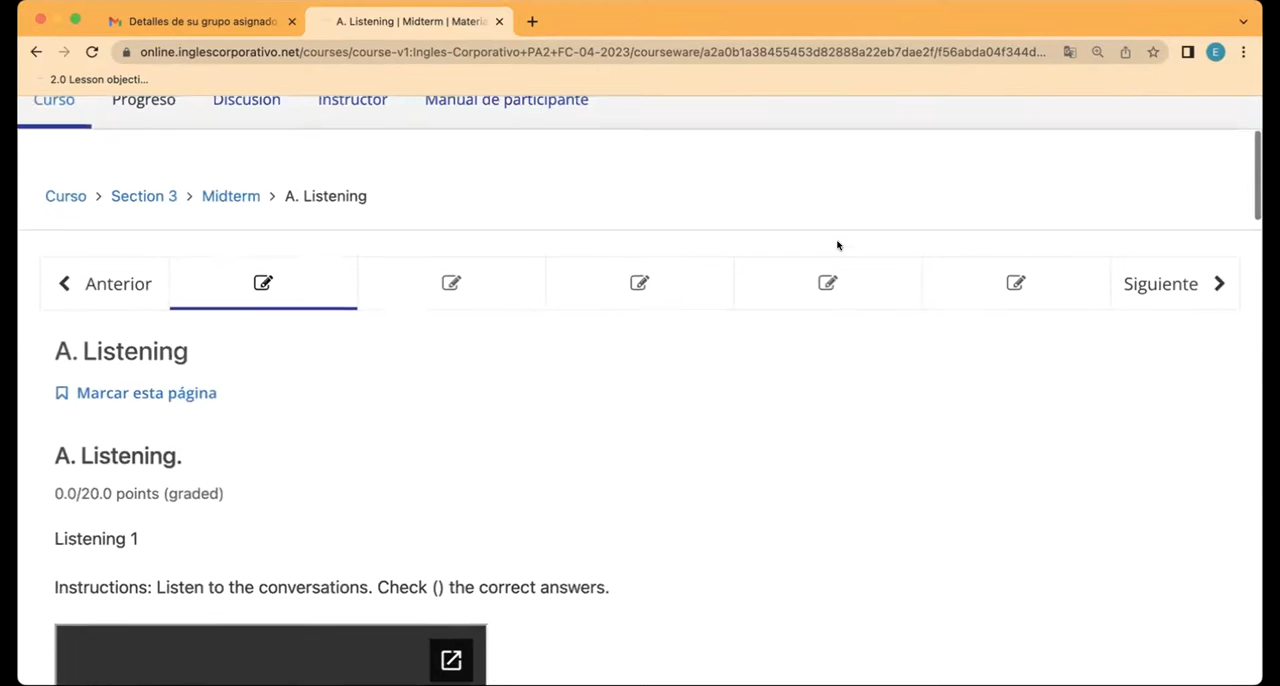 Detalles de su grupo asignado
A. Listening | Midterm | Materia
online.inglescorporativo.net/courses/course-v1:Ingles-Corporativo+PA2+FC-04-2023/courseware/a2a0b1a38455453d82888a22eb7dae2f/f56abda04f344d...
E
2.0 Lesson objecti...
Curso Progreso Discusión Instructor Manual de participante
Curso > Section 3 > Midterm > A. Listening
Anterior
Siguiente
A. Listening
Marcar esta página
A. Listening.
0.0/20.0 points (graded)
Listening 1
Instructions: Listen to the conversations. Check () the correct answers.